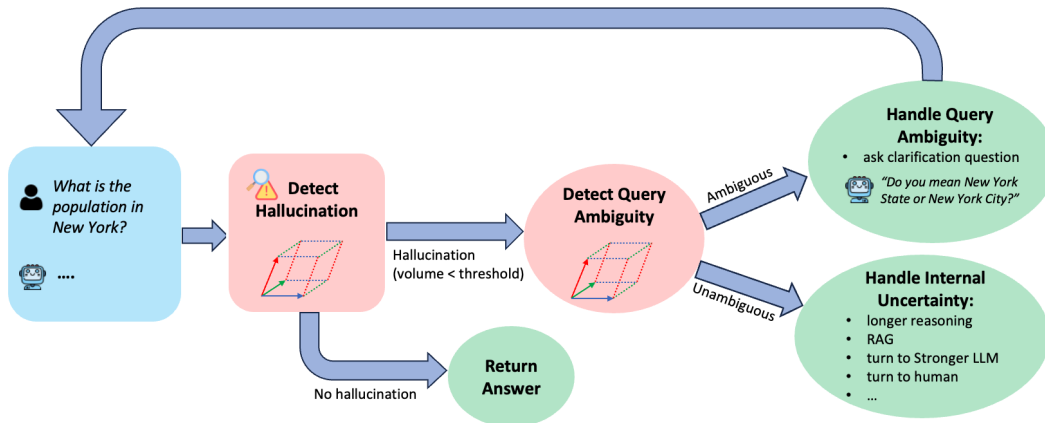 What is the
population in
New York?
....
Detect
Hallucination
Hallucination
(volume < threshold)
No hallucination
Return
Answer
Detect Query
Ambiguity
Ambiguous
Unambiguous
Handle Query
Ambiguity:
• ask clarification question
“Do you mean New York
State or New York City?”
Handle Internal
Uncertainty:
• longer reasoning
• RAG
• turn to Stronger LLM
• turn to human
• ...